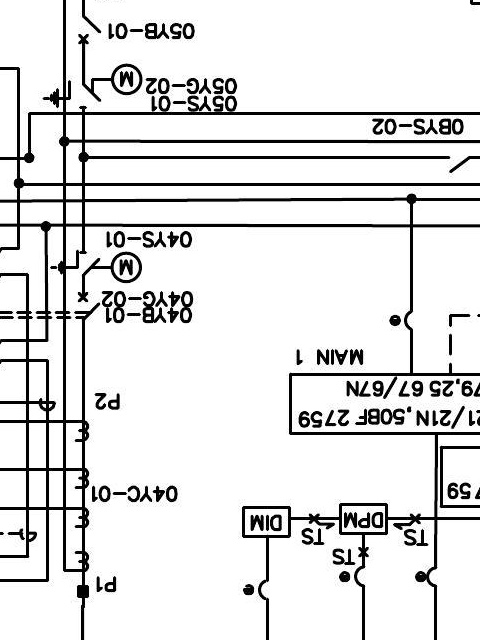 P1
TS
TS
TS
DPM
DIM
59
04YC-01
21/21N,50BF 2759
79,25 67/67N
P2
MAIN 1
04YB-01
04YG-02
M
04YS-01
0BYS-02
05YS-01
05YG-02
M
05YB-01